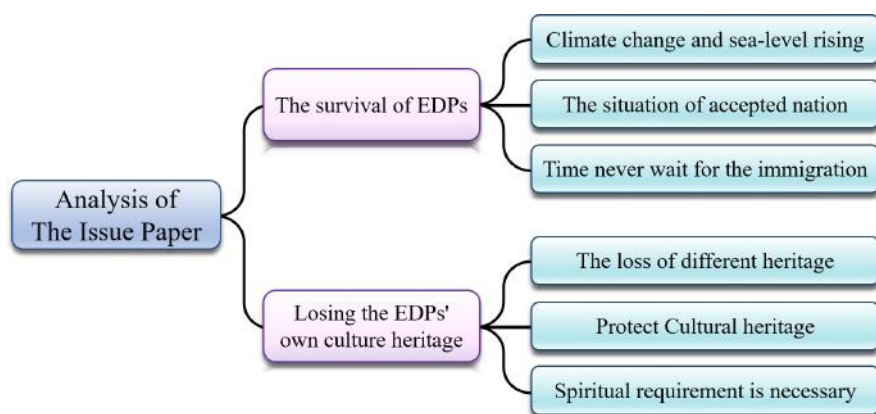 Analysis of
The Issue Paper
The survival of EDPs
Climate change and sea-level rising
The situation of accepted nation
Time never wait for the immigration
Losing the EDPs'
own culture heritage
The loss of different heritage
Protect Cultural heritage
Spiritual requirement is necessary